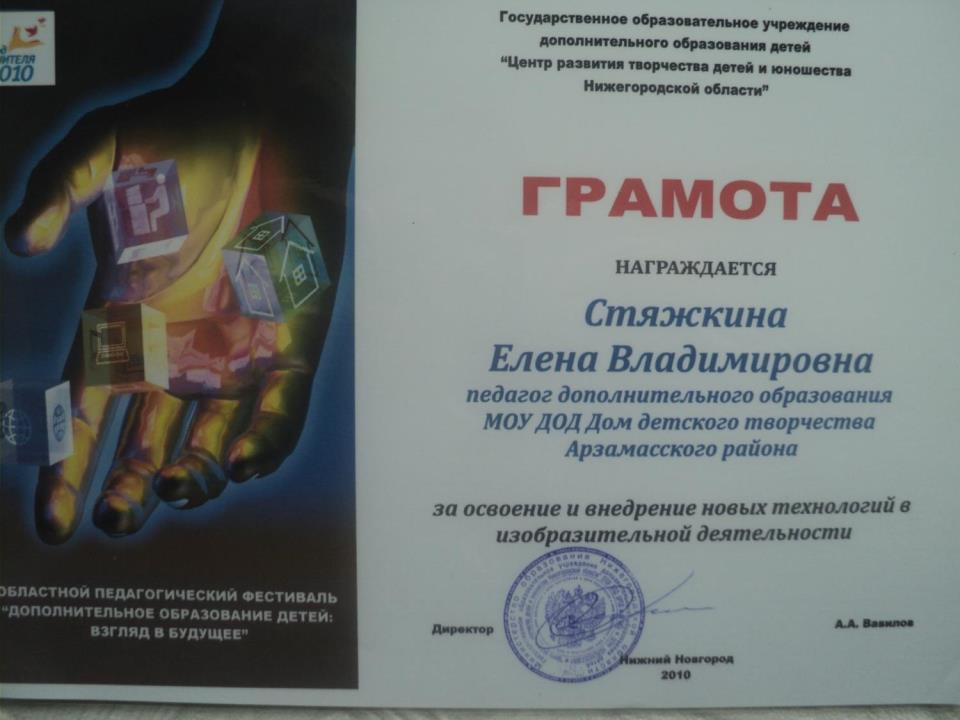 2010
ОБЛАСТНОЙ ПЕДАГОГИЧЕСКИЙ ФЕСТИВАЛЬ
"ДОПОЛНИТЕЛЬНОЕ ОБРАЗОВАНИЕ ДЕТЕЙ:
ВЗГЛЯД В БУДУЩЕЕ"
Государственное образовательное учреждение
дополнительного образования детей
"Центр развития творчества детей и юношества
Нижегородской области"
ГРАМОТА
НАГРАЖДАЕТСЯ
Стяжкина
Елена Владимировна
педагог дополнительного образования
МОУ ДОД Дом детского творчества
Арзамасского района
за освоение и внедрение новых технологий в
изобразительной деятельности
Директор
А.А. Вавилов
Нижний Новгород
2010